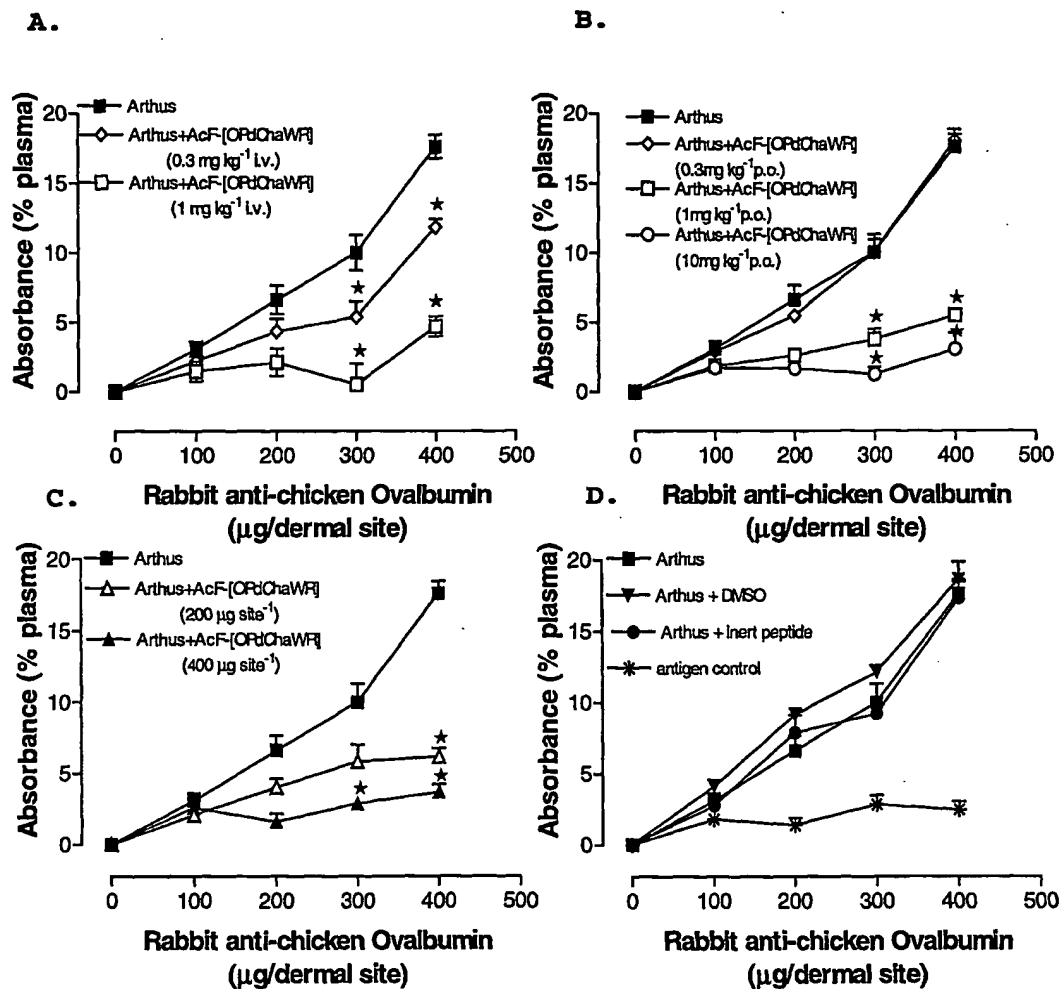 A.
Arthus
Arthus+AcF-[OPdChaWR]
(0.3 mg kg⁻¹ i.v.)
Arthus+AcF-[OPdChaWR]
(1 mg kg⁻¹ i.v.)
Absorbance (% plasma)
20
15
10
5
0
0 100 200 300 400 500
Rabbit anti-chicken Ovalbumin
(μg/dermal site)
B.
Arthus
Arthus+AcF-[OPdChaWR]
(0.3mg kg⁻¹p.o.)
Arthus+AcF-[OPdChaWR]
(1mg kg⁻¹p.o.)
Arthus+AcF-[OPdChaWR]
(10mg kg⁻¹p.o.)
Absorbance (% plasma)
20
15
10
5
0
0 100 200 300 400 500
Rabbit anti-chicken Ovalbumin
(μg/dermal site)
C.
Arthus
Arthus+AcF-[OPdChaWR]
(200 μg site⁻¹)
Arthus+AcF-[OPdChaWR]
(400 μg site⁻¹)
Absorbance (% plasma)
20
15
10
5
0
0 100 200 300 400 500
Rabbit anti-chicken Ovalbumin
(μg/dermal site)
D.
Arthus
Arthus + DMSO
Arthus + inert peptide
antigen control
Absorbance (% plasma)
20
15
10
5
0
0 100 200 300 400 500
Rabbit anti-chicken Ovalbumin
(μg/dermal site)